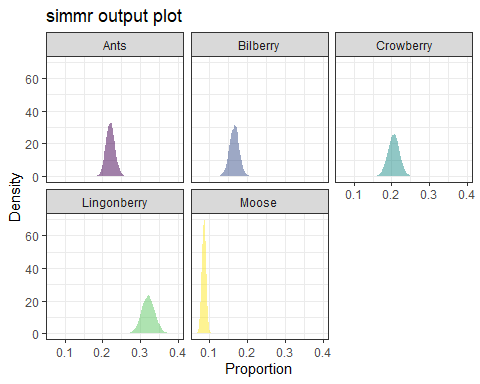 simmr output plot
Ants Bilberry Crowberry
60
40
20
0
0.1 0.2 0.3 0.4
Density
Lingonberry Moose
60
40
20
0
0.1 0.2 0.3 0.4 0.1 0.2 0.3 0.4
Proportion